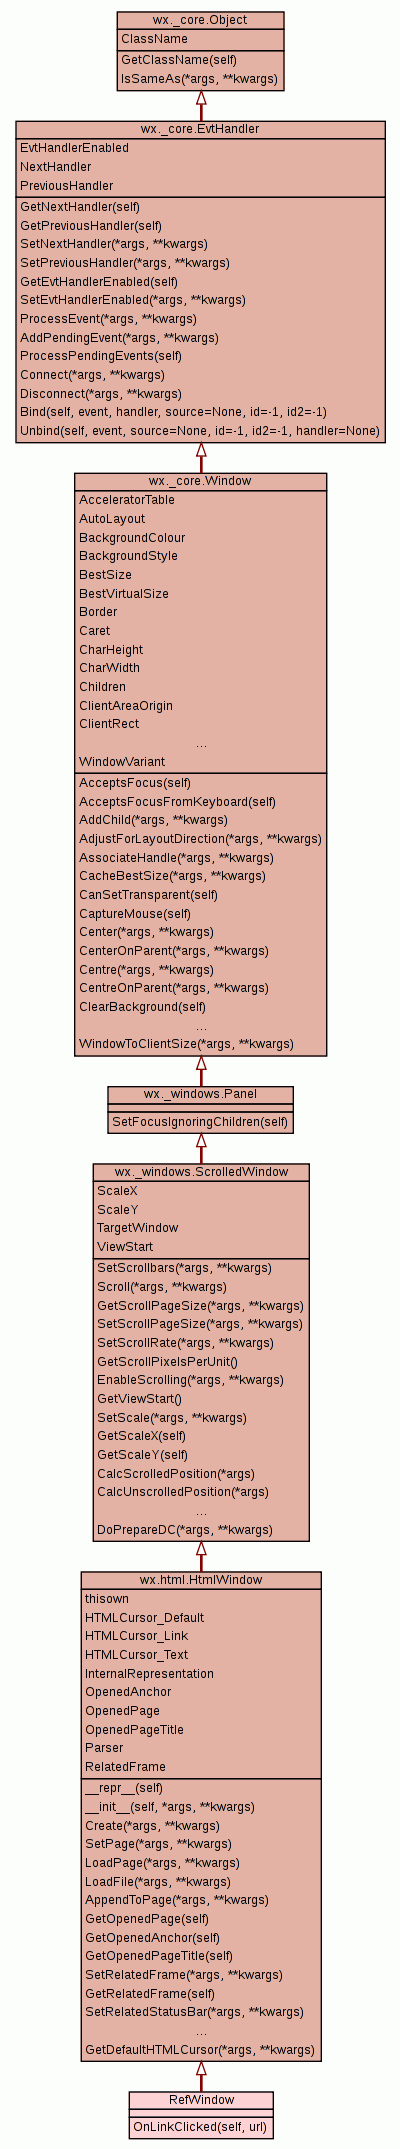 wx._core.Object
ClassName
GetClassName(self)
IsSameAs(*args, **kwargs)
wx._core.EvtHandler
EvtHandlerEnabled
NextHandler
PreviousHandler
GetNextHandler(self)
GetPreviousHandler(self)
SetNextHandler(*args, **kwargs)
SetPreviousHandler(*args, **kwargs)
GetEvtHandlerEnabled(self)
SetEvtHandlerEnabled(*args, **kwargs)
ProcessEvent(*args, **kwargs)
AddPendingEvent(*args, **kwargs)
ProcessPendingEvents(self)
Connect(*args, **kwargs)
Disconnect(*args, **kwargs)
Bind(self, event, handler, source=None, id=-1, id2=-1)
Unbind(self, event, source=None, id=-1, id2=-1, handler=None)
wx._core.Window
AcceleratorTable
AutoLayout
BackgroundColour
BackgroundStyle
BestSize
BestVirtualSize
Border
Caret
CharHeight
CharWidth
Children
ClientAreaOrigin
ClientRect
...
WindowVariant
AcceptsFocus(self)
AcceptsFocusFromKeyboard(self)
AddChild(*args, **kwargs)
AdjustForLayoutDirection(*args, **kwargs)
AssociateHandle(*args, **kwargs)
CacheBestSize(*args, **kwargs)
CanSetTransparent(self)
CaptureMouse(self)
Center(*args, **kwargs)
CenterOnParent(*args, **kwargs)
Centre(*args, **kwargs)
CentreOnParent(*args, **kwargs)
ClearBackground(self)
...
WindowToClientSize(*args, **kwargs)
wx._windows.Panel
SetFocusIgnoringChildren(self)
wx._windows.ScrolledWindow
ScaleX
ScaleY
TargetWindow
ViewStart
SetScrollbars(*args, **kwargs)
Scroll(*args, **kwargs)
GetScrollPageSize(*args, **kwargs)
SetScrollPageSize(*args, **kwargs)
SetScrollRate(*args, **kwargs)
GetScrollPixelsPerUnit()
EnableScrolling(*args, **kwargs)
GetViewStart()
SetScale(*args, **kwargs)
GetScaleX(self)
GetScaleY(self)
CalcScrolledPosition(*args)
CalcUnscrolledPosition(*args)
...
DoPrepareDC(*args, **kwargs)
wx.html.HtmlWindow
thisown
HTMLCursor_Default
HTMLCursor_Link
HTMLCursor_Text
InternalRepresentation
OpenedAnchor
OpenedPage
OpenedPageTitle
Parser
RelatedFrame
__repr__(self)
__init__(self, *args, **kwargs)
Create(*args, **kwargs)
SetPage(*args, **kwargs)
LoadPage(*args, **kwargs)
LoadFile(*args, **kwargs)
AppendToPage(*args, **kwargs)
GetOpenedPage(self)
GetOpenedAnchor(self)
GetOpenedPageTitle(self)
SetRelatedFrame(*args, **kwargs)
GetRelatedFrame(self)
SetRelatedStatusBar(*args, **kwargs)
...
GetDefaultHTMLCursor(*args, **kwargs)
RefWindow
OnLinkClicked(self, url)